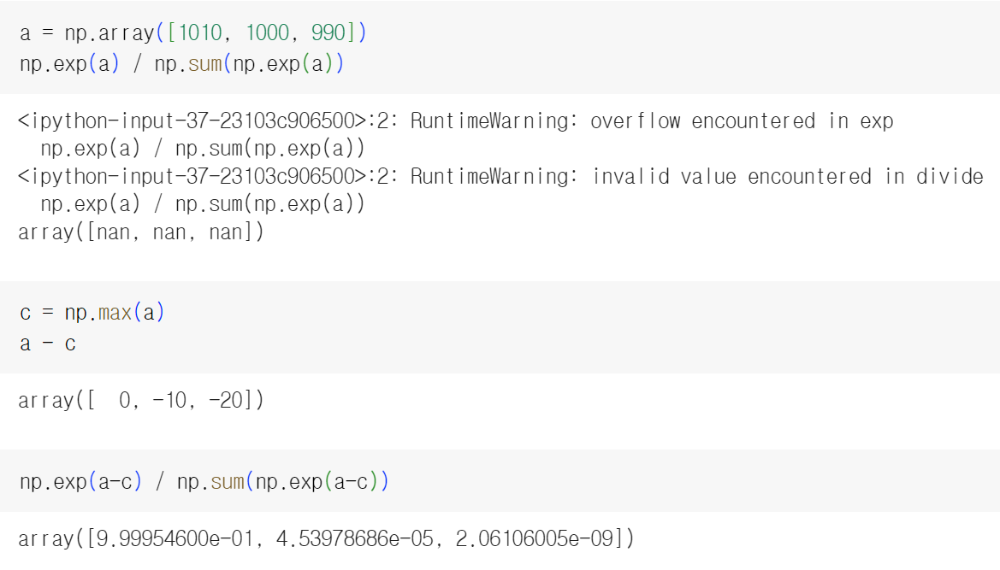 a = np.array([1010, 1000, 990])
np.exp(a) / np.sum(np.exp(a))
<ipython-input-37-23103c906500>:2: RuntimeWarning: overflow encountered in exp
  np.exp(a) / np.sum(np.exp(a))
<ipython-input-37-23103c906500>:2: RuntimeWarning: invalid value encountered in divide
  np.exp(a) / np.sum(np.exp(a))
array([nan, nan, nan])
c = np.max(a)
a - c
array([  0, -10, -20])
np.exp(a-c) / np.sum(np.exp(a-c))
array([9.99954600e-01, 4.53978686e-05, 2.06106005e-09])